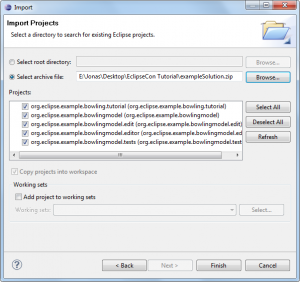 Import
Import Projects
Select a directory to search for existing Eclipse projects.
Select root directory:
Browse...
Select archive file:
E:\Jonas\Desktop\EclipseCon Tutorial\exampleSolution.zip
Browse...
Projects:
org.eclipse.example.bowling.tutorial (org.eclipse.example.bowling.tutorial)
org.eclipse.example.bowlingmodel (org.eclipse.example.bowlingmodel)
org.eclipse.example.bowlingmodel.edit (org.eclipse.example.bowlingmodel.edit)
org.eclipse.example.bowlingmodel.editor (org.eclipse.example.bowlingmodel.edit
org.eclipse.example.bowlingmodel.tests (org.eclipse.example.bowlingmodel.test
Select All
Deselect All
Refresh
Copy projects into workspace
Working sets
Add project to working sets
Working sets:
Select...
< Back
Next >
Finish
Cancel